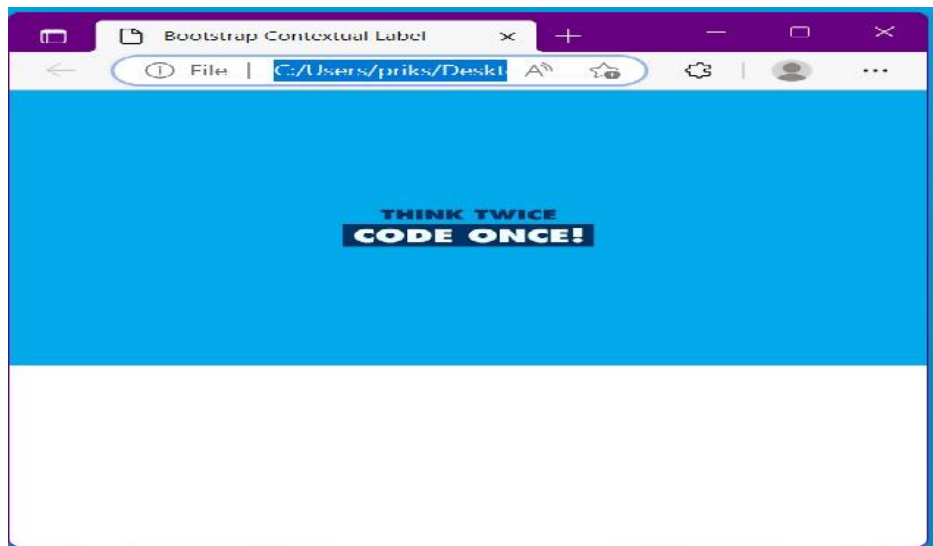 Bootstrap Contextual Label
File | C:/Users/priks/Deskt
THINK TWICE
CODE ONCE!